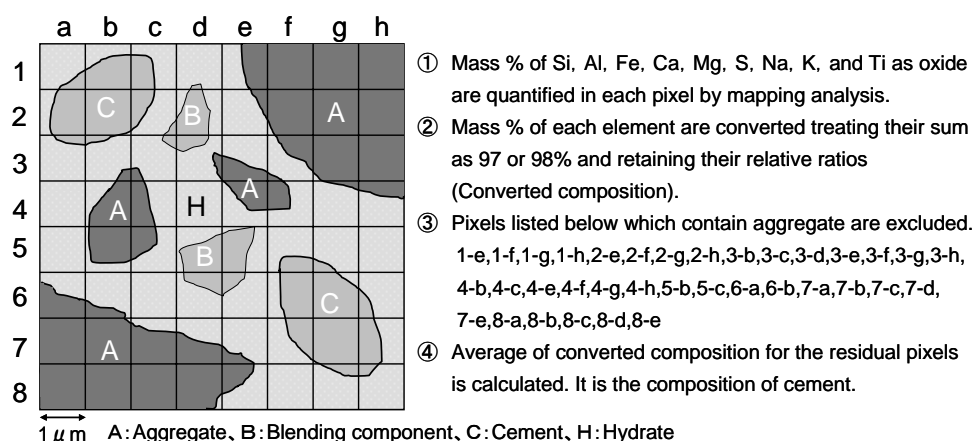 a b c d e f g h
1
2
3
4
5
6
7
8
C
B
A
A
A
H
B
C
A
1μm A:Aggregate、B:Blending component、C:Cement、H:Hydrate
① Mass % of Si, Al, Fe, Ca, Mg, S, Na, K, and Ti as oxide
are quantified in each pixel by mapping analysis.
② Mass % of each element are converted treating their sum
as 97 or 98% and retaining their relative ratios
(Converted composition).
③ Pixels listed below which contain aggregate are excluded.
1-e,1-f,1-g,1-h,2-e,2-f,2-g,2-h,3-b,3-c,3-d,3-e,3-f,3-g,3-h,
4-b,4-c,4-e,4-f,4-g,4-h,5-b,5-c,6-a,6-b,7-a,7-b,7-c,7-d,
7-e,8-a,8-b,8-c,8-d,8-e
④ Average of converted composition for the residual pixels
is calculated. It is the composition of cement.